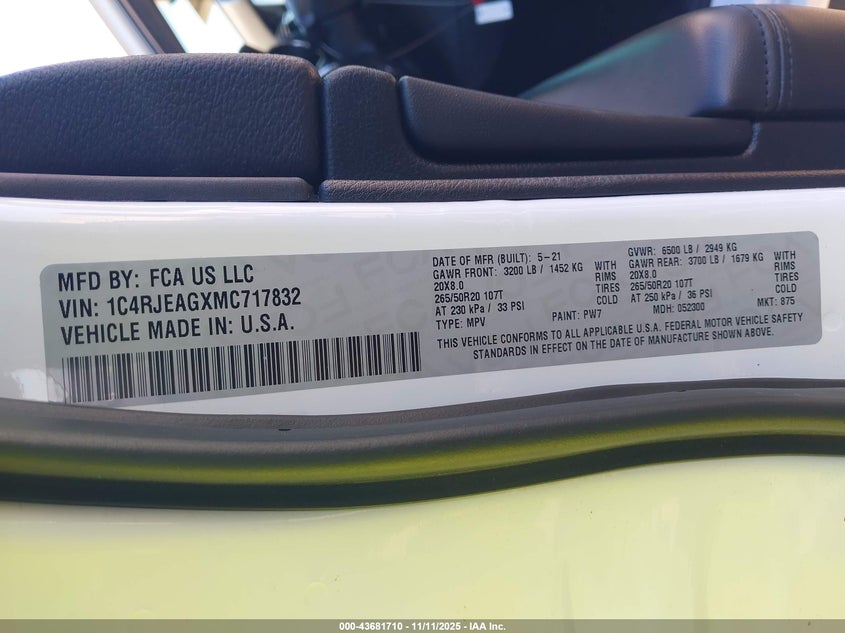 MFD BY: FCA US LLC
VIN: 1C4RJEAGXMC717832
VEHICLE MADE IN: U.S.A.
DATE OF MFR (BUILT): 5-21
GAWR FRONT: 3200 LB / 1452 KG WITH
20X8.0 RIMS
265/50R20 107T TIRES
AT 230 kPa / 33 PSI COLD
TYPE: MPV PAINT: PW7
GVWR: 6500 LB / 2949 KG
GAWR REAR: 3700 LB / 1679 KG WITH
20X8.0 RIMS
265/50R20 107T TIRES
AT 250 kPa / 36 PSI COLD
MDH: 052300 MKT: 875
THIS VEHICLE CONFORMS TO ALL APPLICABLE U.S.A. FEDERAL MOTOR VEHICLE SAFETY
STANDARDS IN EFFECT ON THE DATE OF MANUFACTURE SHOWN ABOVE.
000-43681710 - 11/11/2025 - IAA Inc.